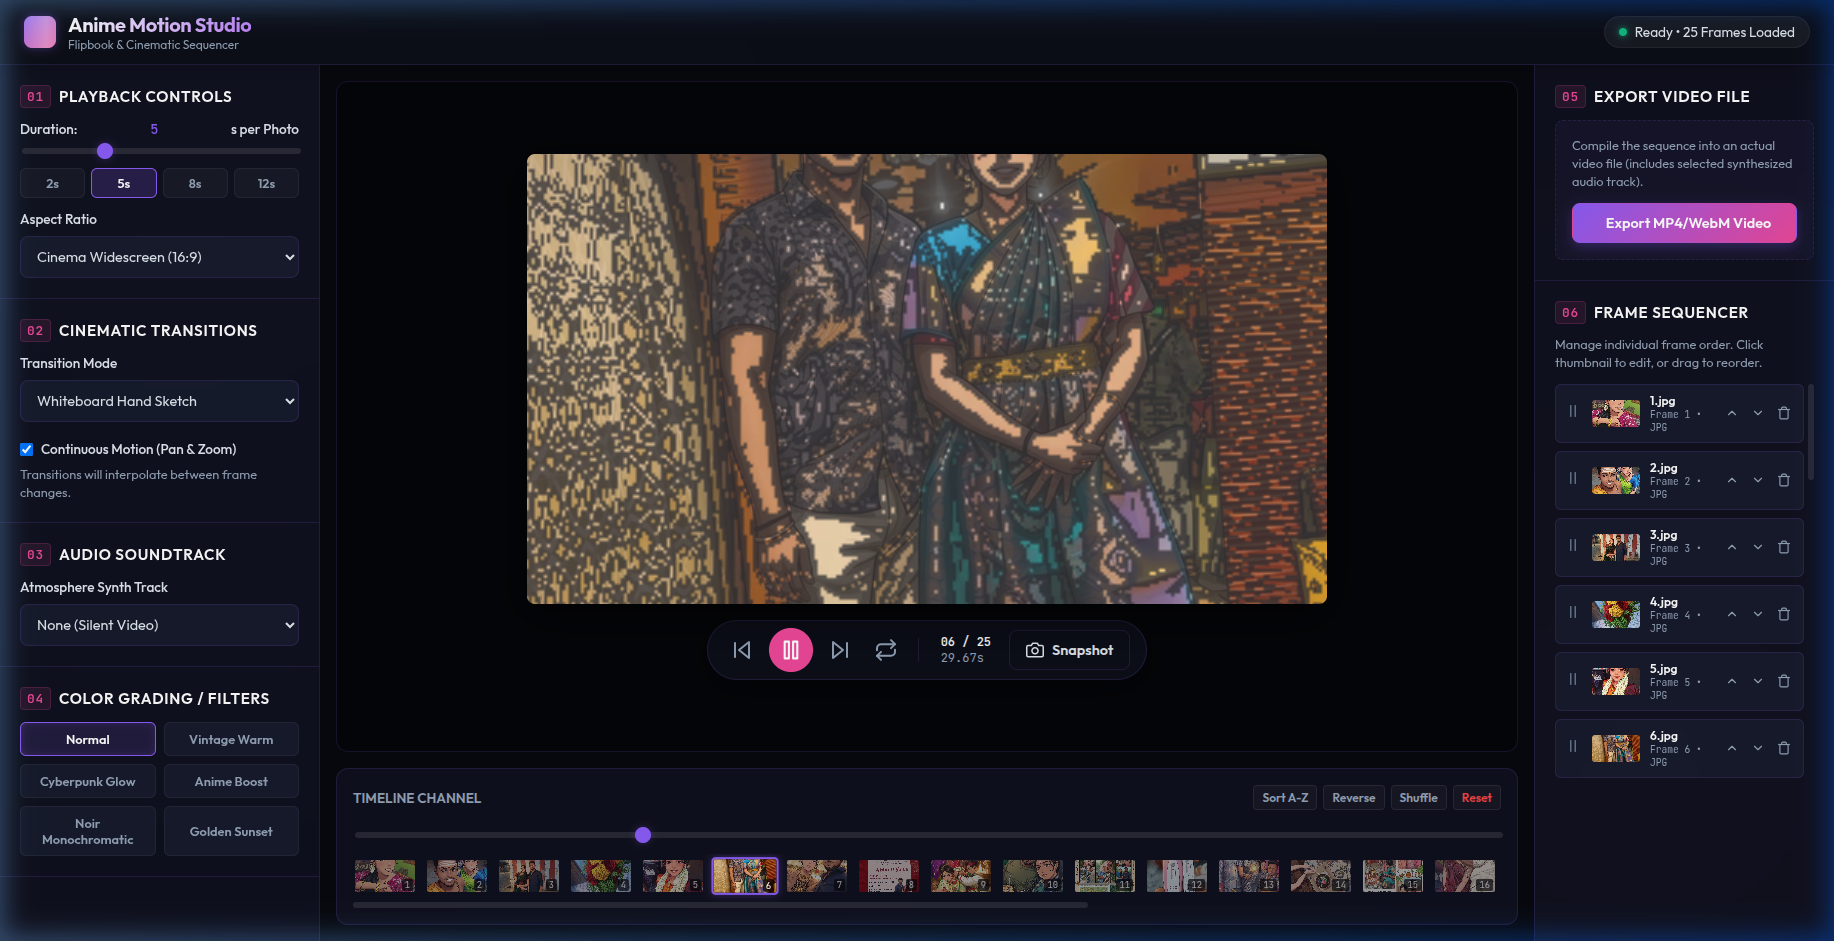 Anime Motion Studio
Flipbook & Cinematic Sequencer
Ready • 25 Frames Loaded
01 PLAYBACK CONTROLS
Duration: 5 s per Photo
2s 5s 8s 12s
Aspect Ratio
Cinema Widescreen (16:9)
02 CINEMATIC TRANSITIONS
Transition Mode
Whiteboard Hand Sketch
Continuous Motion (Pan & Zoom)
Transitions will interpolate between frame
changes.
03 AUDIO SOUNDTRACK
Atmosphere Synth Track
None (Silent Video)
04 COLOR GRADING / FILTERS
Normal Vintage Warm
Cyberpunk Glow Anime Boost
Noir
Monochromatic
Golden Sunset
06 / 25
29.67s
Snapshot
TIMELINE CHANNEL
Sort A-Z Reverse Shuffle Reset
1 2 3 4 5 6 7 8 9 10 11 12 13 14 15 16
05 EXPORT VIDEO FILE
Compile the sequence into an actual
video file (includes selected synthesized
audio track).
Export MP4/WebM Video
06 FRAME SEQUENCER
Manage individual frame order. Click
thumbnail to edit, or drag to reorder.
1.jpg
Frame 1 •
JPG
2.jpg
Frame 2 •
JPG
3.jpg
Frame 3 •
JPG
4.jpg
Frame 4 •
JPG
5.jpg
Frame 5 •
JPG
6.jpg
Frame 6 •
JPG